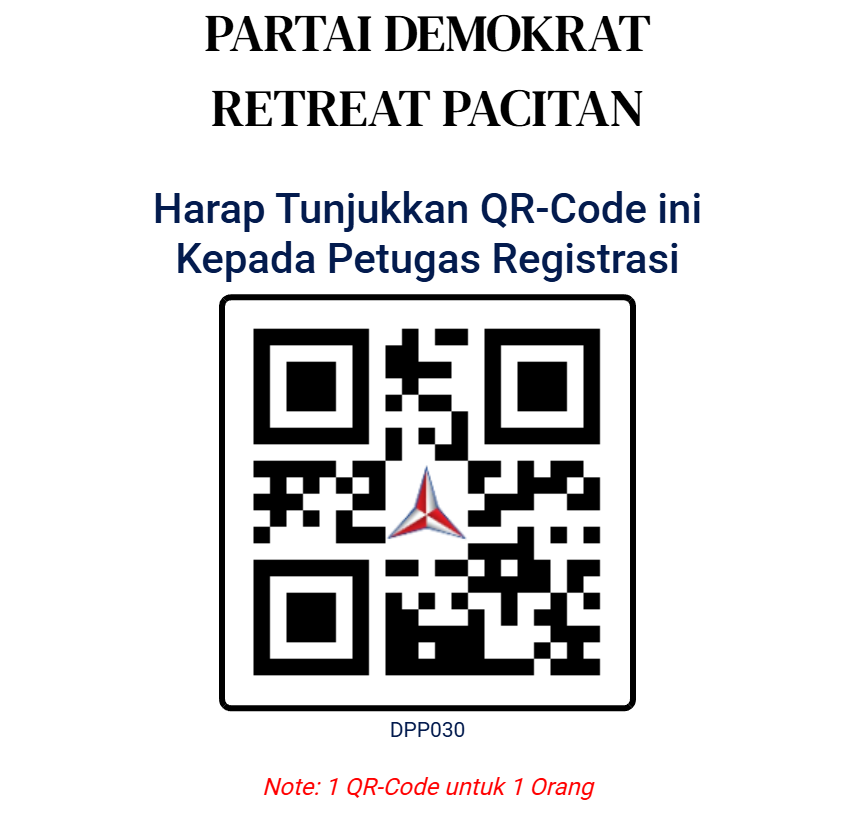 PARTAI DEMOKRAT
RETREAT PACITAN
Harap Tunjukkan QR-Code ini
Kepada Petugas Registrasi
DPP030
Note: 1 QR-Code untuk 1 Orang